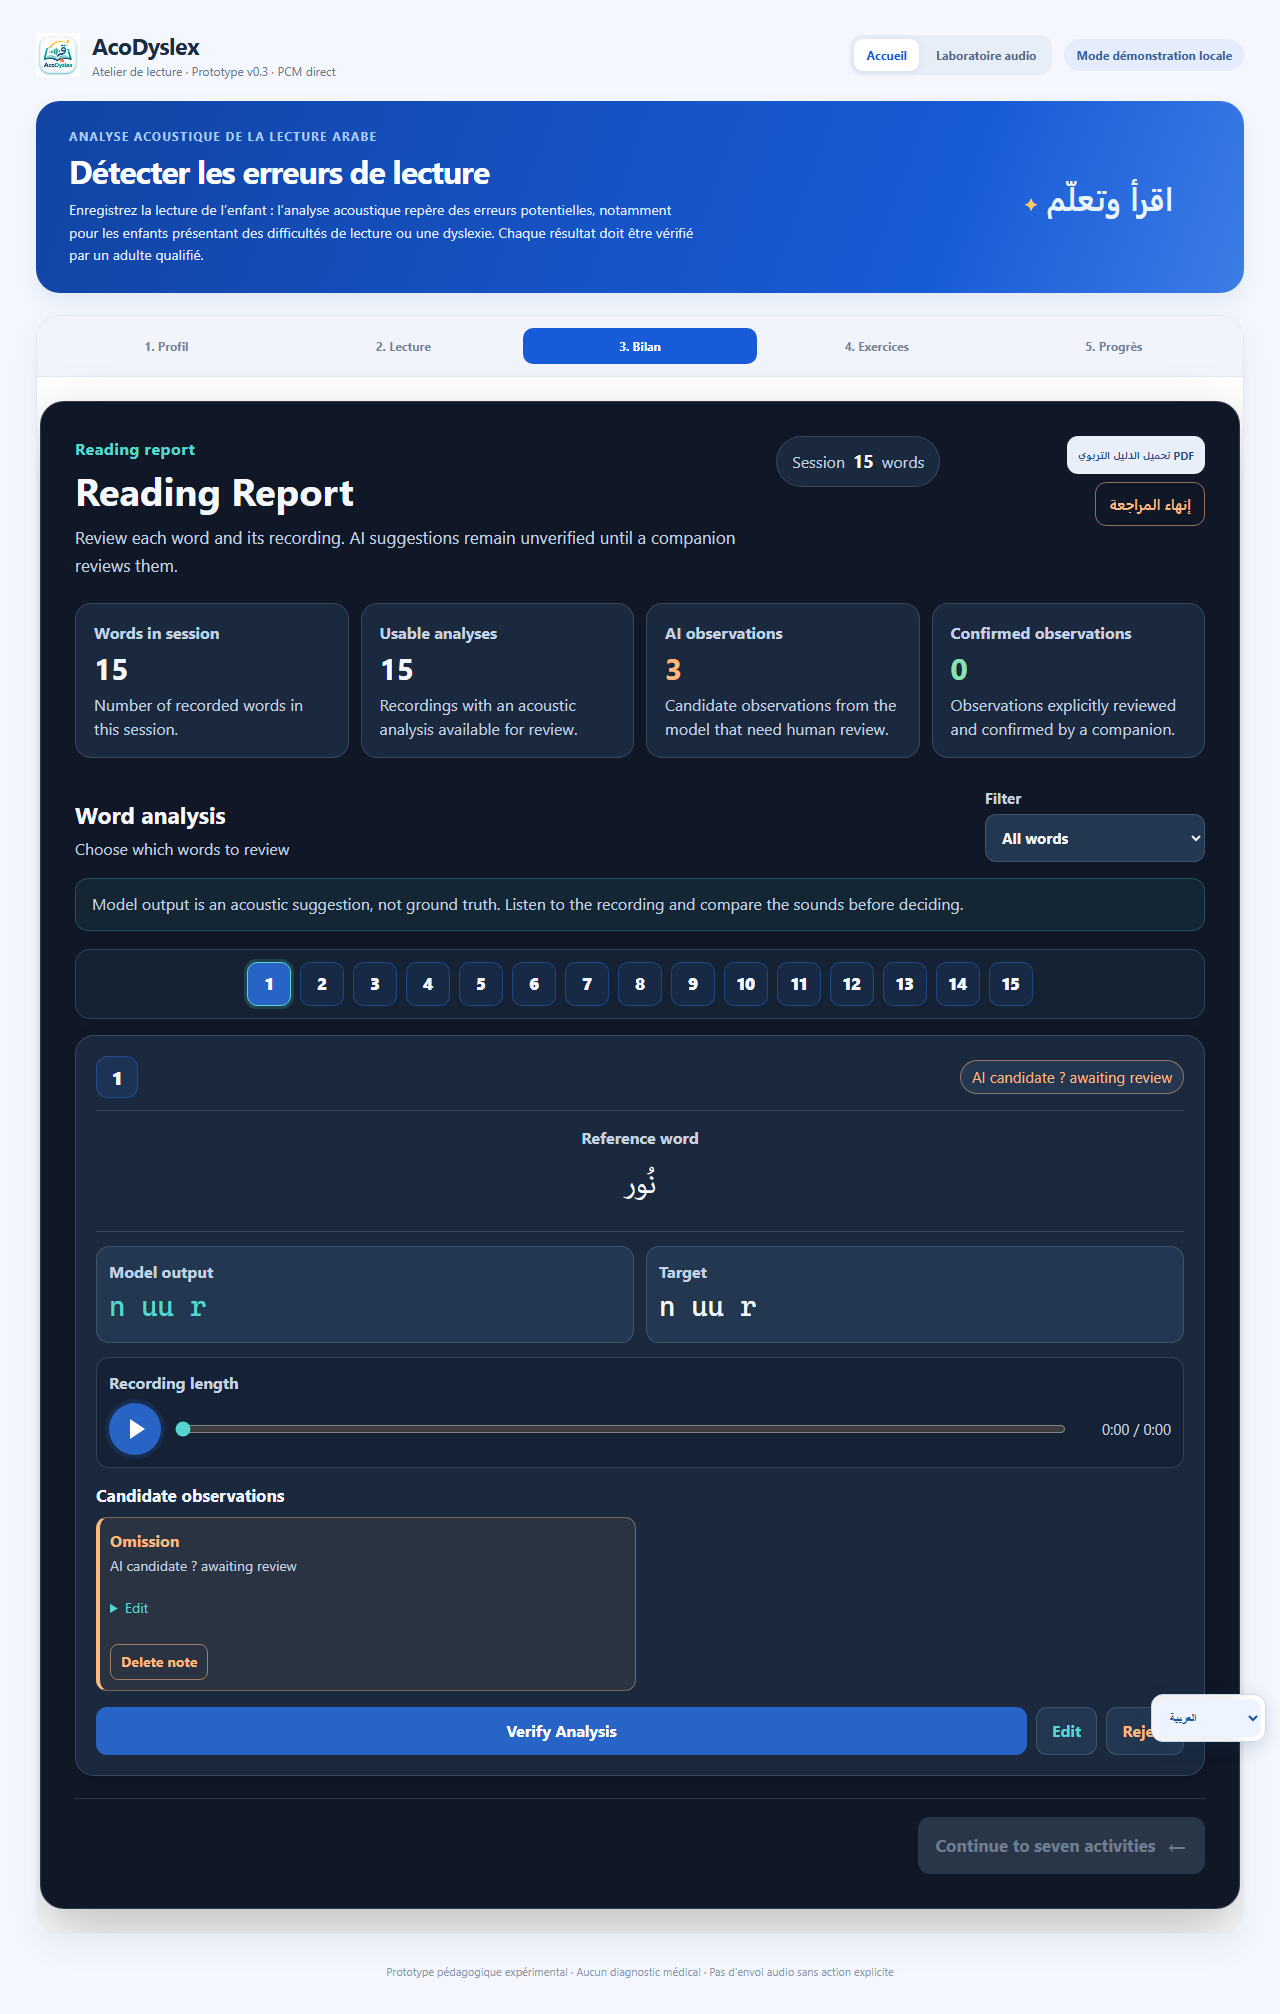 AcoDyslex
AcoDyslex
Atelier de lecture · Prototype v0.3 · PCM direct
Accueil
Laboratoire audio
Mode démonstration locale
ANALYSE ACOUSTIQUE DE LA LECTURE ARABE
Détecter les erreurs de lecture
Enregistrez la lecture de l’enfant : l’analyse acoustique repère des erreurs potentielles, notamment
pour les enfants présentant des difficultés de lecture ou une dyslexie. Chaque résultat doit être vérifié
par un adulte qualifié.
اقرأ وتعلّم ✦
1. Profil
2. Lecture
3. Bilan
4. Exercices
5. Progrès
Reading report
Reading Report
Review each word and its recording. AI suggestions remain unverified until a companion
reviews them.
Session 15 words
تحميل الدليل التربوي PDF
إنهاء المراجعة
Words in session
15
Number of recorded words in
this session.
Usable analyses
15
Recordings with an acoustic
analysis available for review.
AI observations
3
Candidate observations from the
model that need human review.
Confirmed observations
0
Observations explicitly reviewed
and confirmed by a companion.
Word analysis
Choose which words to review
Filter
All words
Model output is an acoustic suggestion, not ground truth. Listen to the recording and compare the sounds before deciding.
1 2 3 4 5 6 7 8 9 10 11 12 13 14 15
1
AI candidate ? awaiting review
Reference word
نُور
Model output
n uu r
Target
n uu r
Recording length
0:00 / 0:00
Candidate observations
Omission
AI candidate ? awaiting review
Edit
Delete note
Verify Analysis
Edit
Reje
العربية
Continue to seven activities ←
Prototype pédagogique expérimental · Aucun diagnostic médical · Pas d’envoi audio sans action explicite